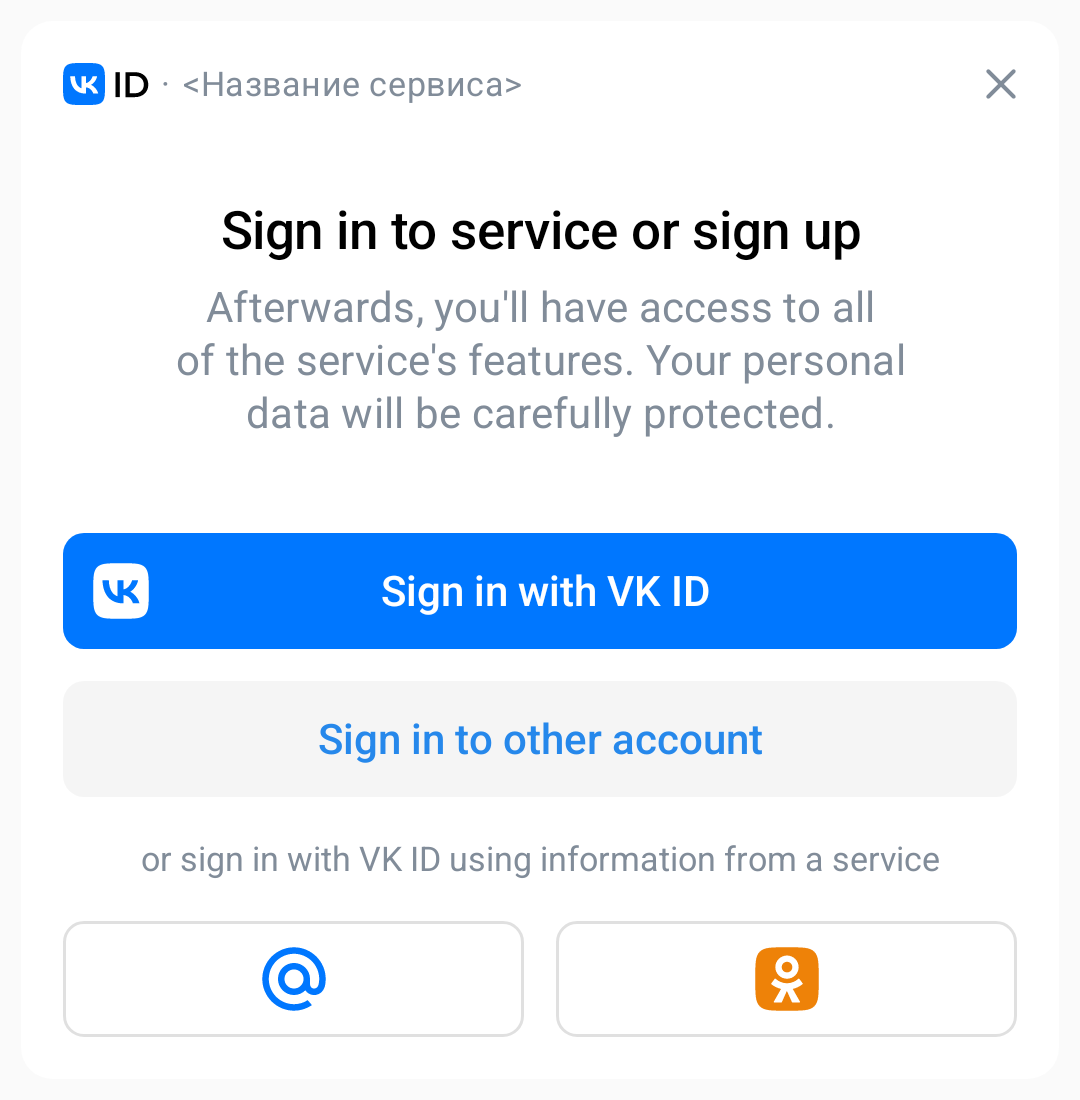 VK ID · <Название сервиса>
Sign in to service or sign up
Afterwards, you'll have access to all
of the service's features. Your personal
data will be carefully protected.
VK Sign in with VK ID
Sign in to other account
or sign in with VK ID using information from a service
@